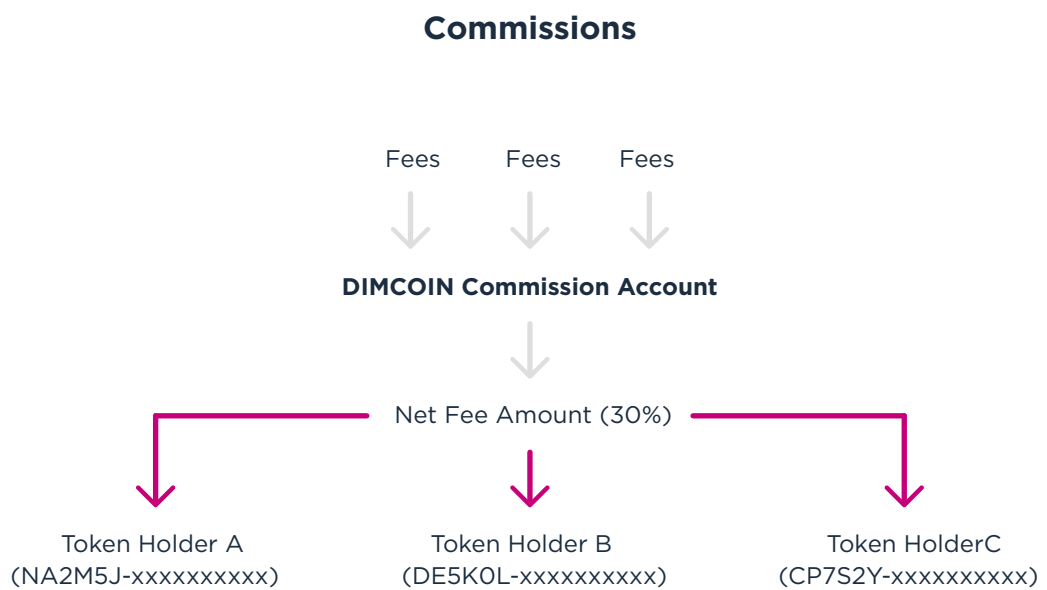 Commissions
Fees Fees Fees
DIMCOIN Commission Account
Net Fee Amount (30%)
Token Holder A Token Holder B Token HolderC
(NA2M5J-xxxxxxxxxx) (DE5K0L-xxxxxxxxxx) (CP7S2Y-xxxxxxxxxx)